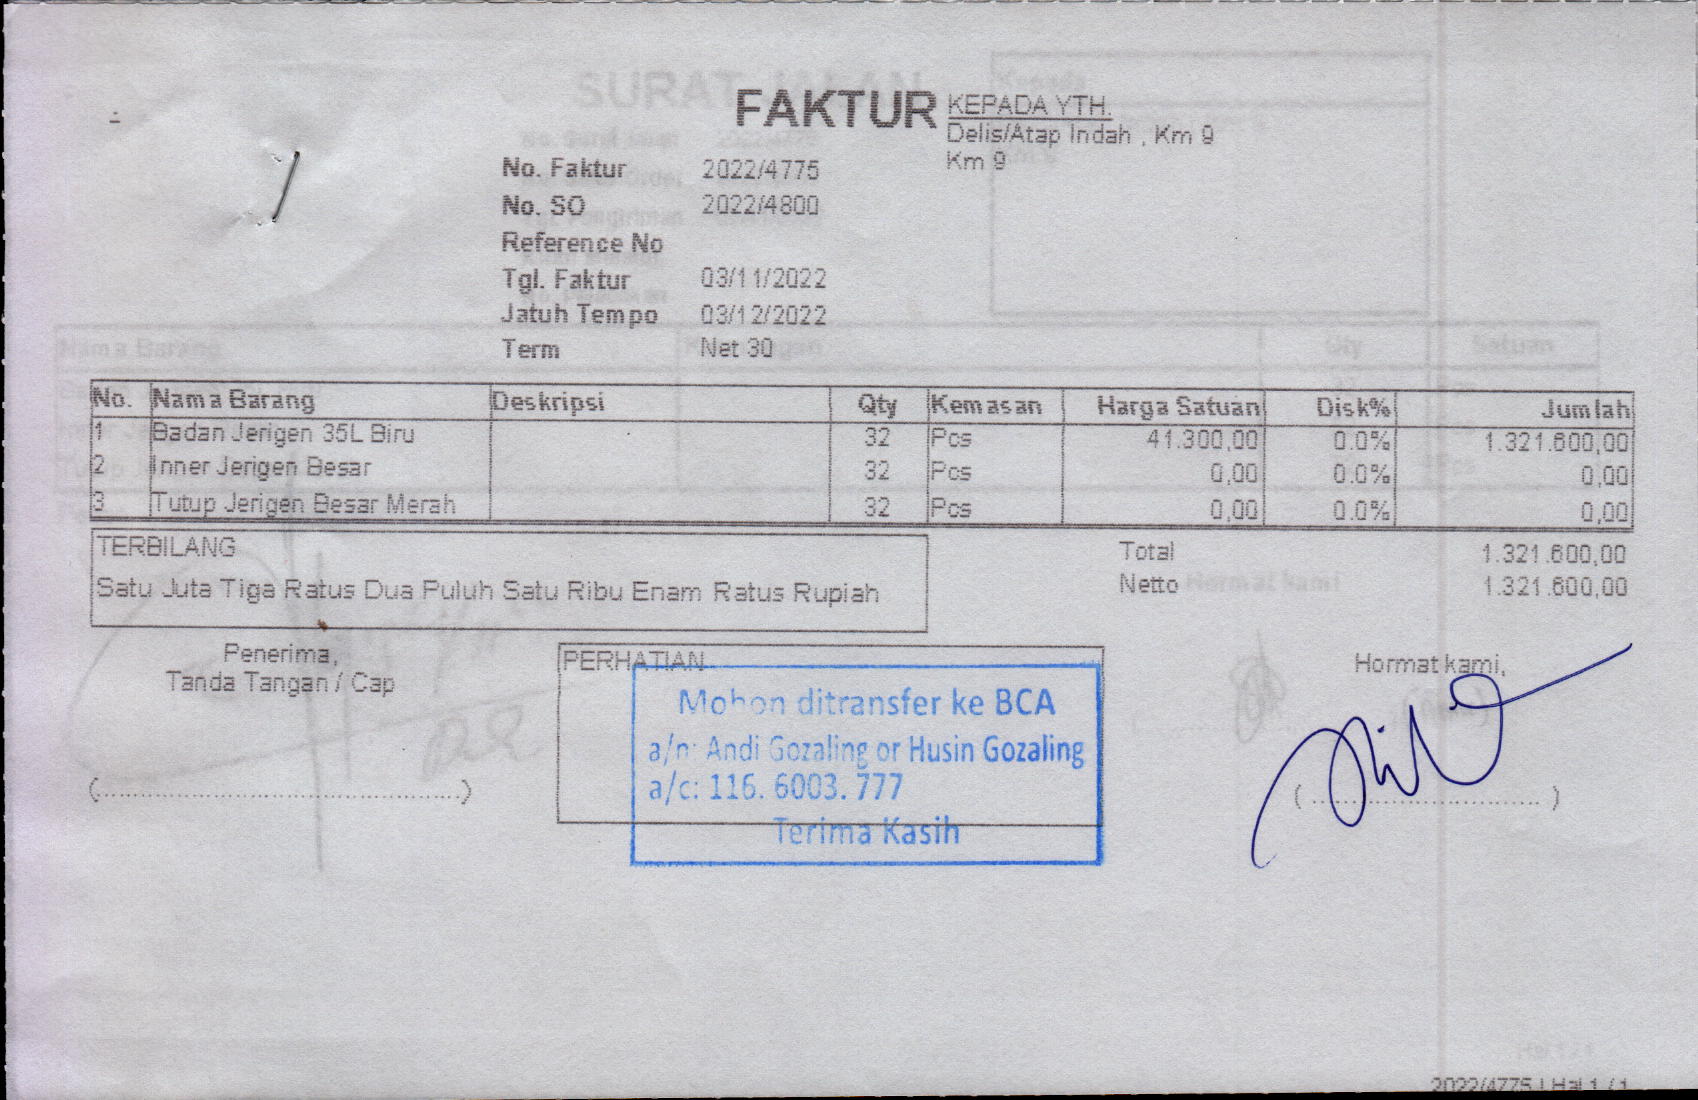 FAKTUR
KEPADA YTH.
Delis/Atap Indah , Km 9
Km 9
No. Faktur 2022/4775
No. SO 2022/4800
Reference No
Tgl. Faktur 03/11/2022
Jatuh Tempo 03/12/2022
Term Net 30
No. Nama Barang Deskripsi Qty Kemasan Harga Satuan Disk% Jumlah
1 Badan Jerigen 35L Biru 32 Pcs 41.300,00 0.0% 1.321.600,00
2 Inner Jerigen Besar 32 Pcs 0,00 0.0% 0,00
3 Tutup Jerigen Besar Merah 32 Pcs 0,00 0.0% 0,00
TERBILANG
Satu Juta Tiga Ratus Dua Puluh Satu Ribu Enam Ratus Rupiah
Total 1.321.600,00
Netto 1.321.600,00
Penerima,
Tanda Tangan / Cap
(..................................................)
PERHATIAN
Mohon ditransfer ke BCA
a/n: Andi Gozaling or Husin Gozaling
a/c: 116. 6003. 777
Terima Kasih
Hormat kami,
( ............................... )
2022/4775 | Hal 1 / 1